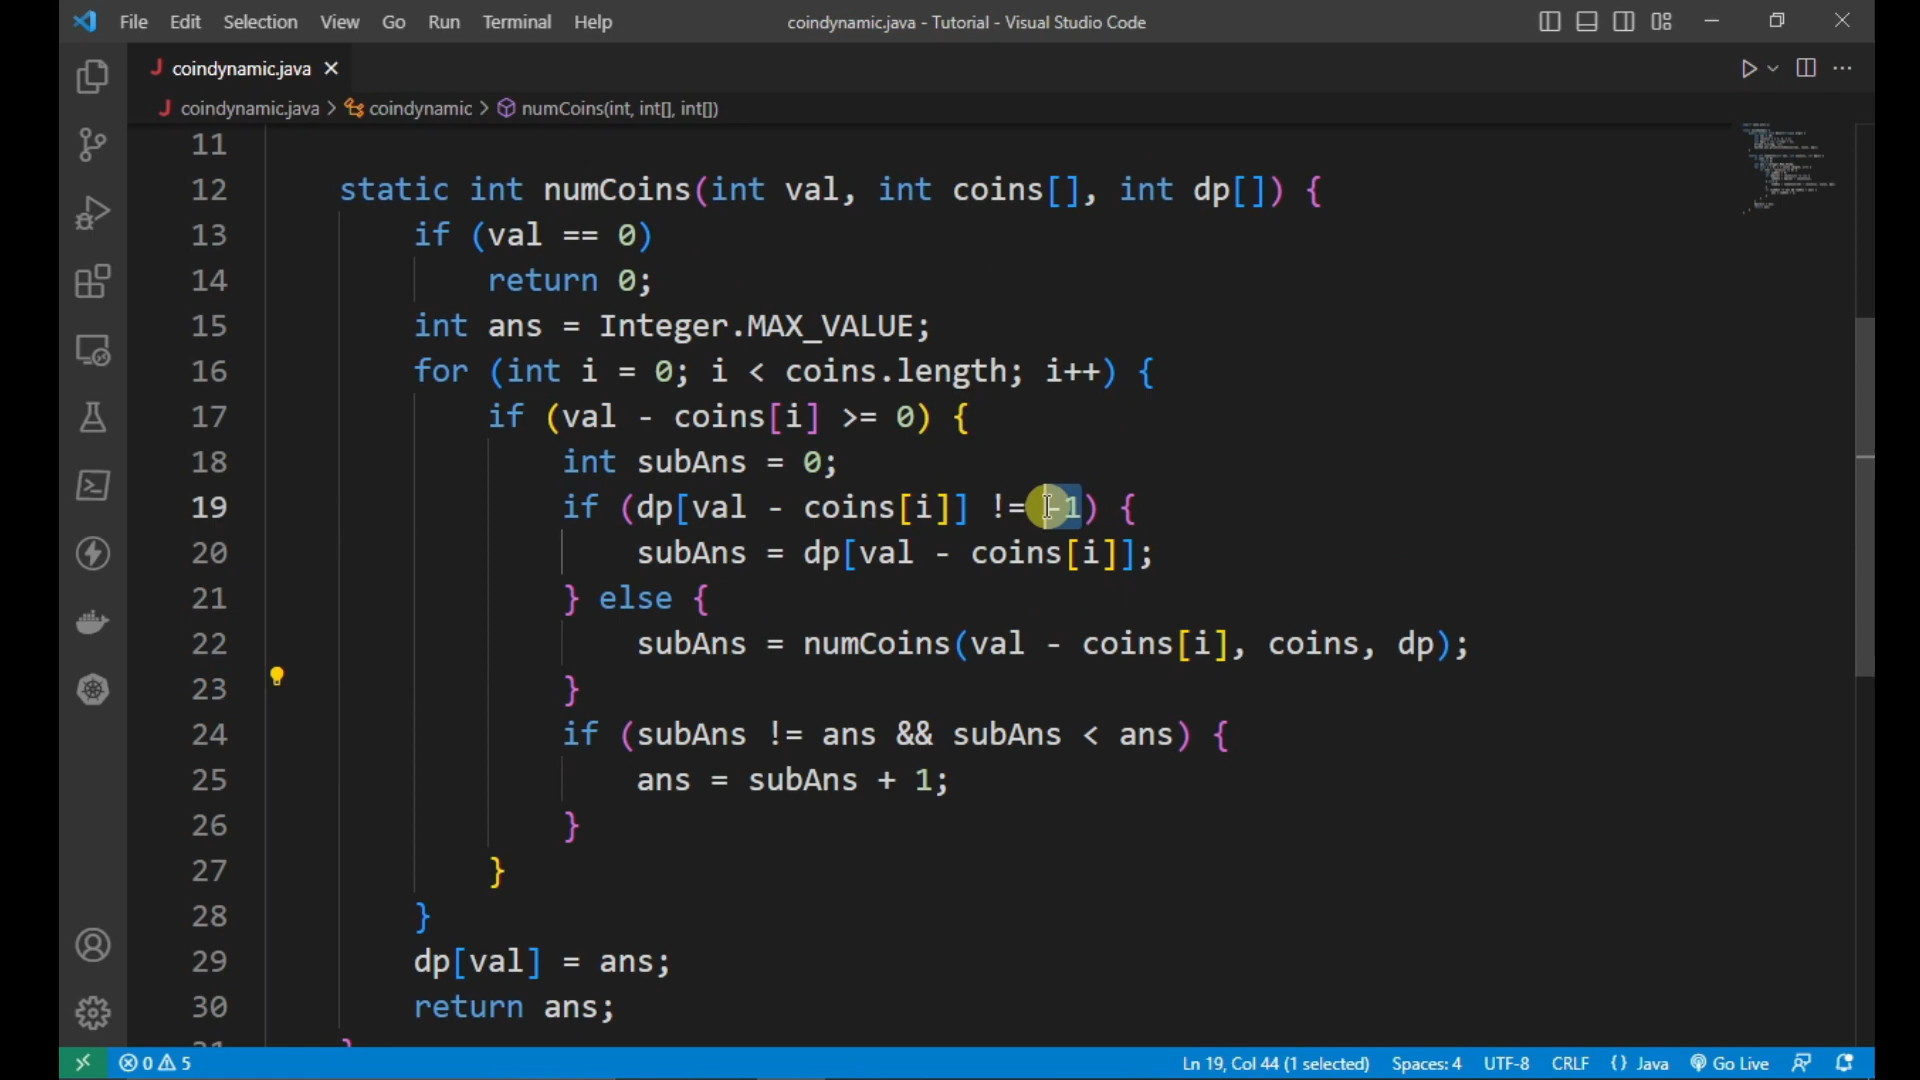 File Edit Selection View Go Run Terminal Help coindynamic.java - Tutorial - Visual Studio Code
J coindynamic.java
J coindynamic.java > coindynamic > numCoins(int, int[], int[])
11
12 static int numCoins(int val, int coins[], int dp[]) {
13 if (val == 0)
14 return 0;
15 int ans = Integer.MAX_VALUE;
16 for (int i = 0; i < coins.length; i++) {
17 if (val - coins[i] >= 0) {
18 int subAns = 0;
19 if (dp[val - coins[i]] != -1) {
20 subAns = dp[val - coins[i]];
21 } else {
22 subAns = numCoins(val - coins[i], coins, dp);
23 }
24 if (subAns != ans && subAns < ans) {
25 ans = subAns + 1;
26 }
27 }
28 }
29 dp[val] = ans;
30 return ans;
31 }
0 5 Ln 19, Col 44 (1 selected) Spaces: 4 UTF-8 CRLF {} Java Go Live